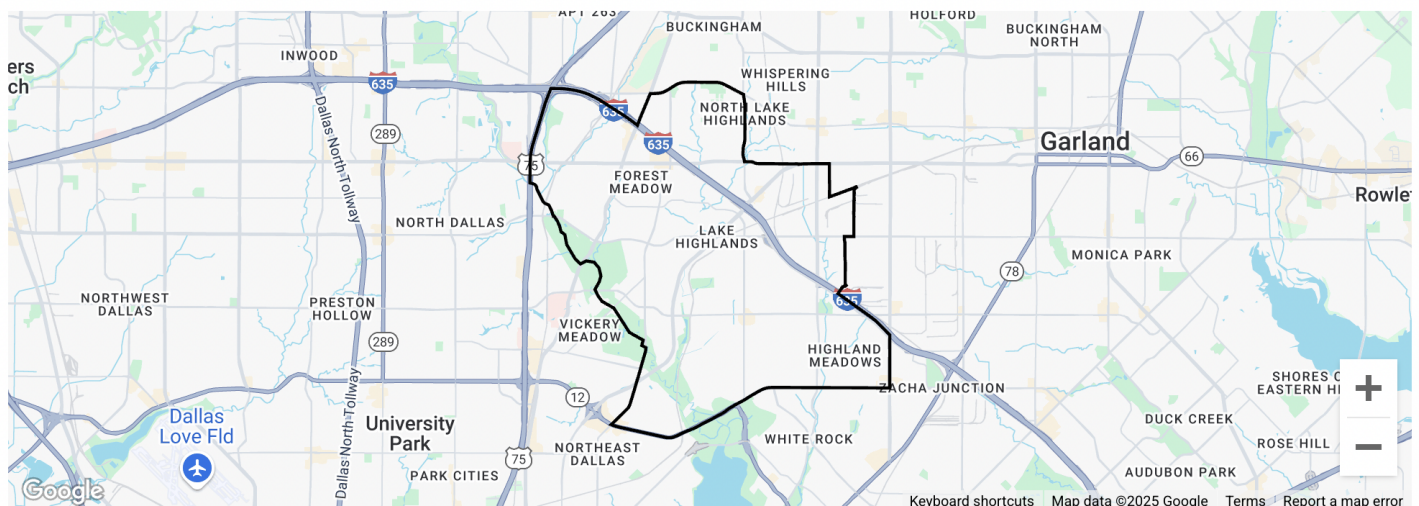 APT 263
HOLFORD
BUCKINGHAM
BUCKINGHAM
NORTH
INWOOD
ers
ch
635
WHISPERING
HILLS
635
NORTH LAKE
HIGHLANDS
Dallas North Tollway
289
635
Garland
66
75
FOREST
MEADOW
Rowlet
NORTH DALLAS
LAKE
HIGHLANDS
MONICA PARK
78
NORTHWEST
DALLAS
PRESTON
HOLLOW
635
VICKERY
MEADOW
289
HIGHLAND
MEADOWS
ZACHA JUNCTION
SHORES O
EASTERN HI
+
Dallas North Tollway
12
Dallas
Love Fld
University
Park
DUCK CREEK
NORTHEAST
DALLAS
WHITE ROCK
ROSE HILL
−
75
PARK CITIES
AUDUBON PARK
Google
Keyboard shortcuts Map data ©2025 Google Terms Report a map error